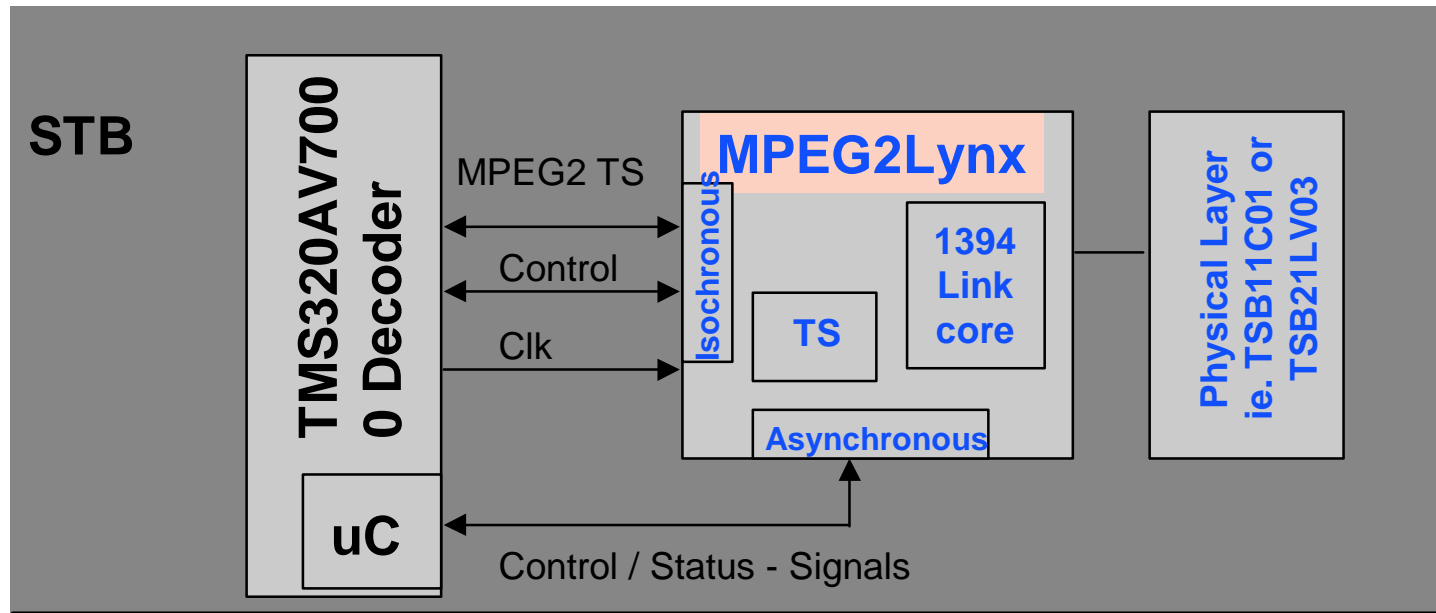 STB
TMS320AV700
0 Decoder
uC
MPEG2 TS
Control
Clk
Control / Status - Signals
MPEG2Lynx
Isochronous
TS
1394
Link
core
Asynchronous
Physical Layer
ie. TSB11C01 or
TSB21LV03